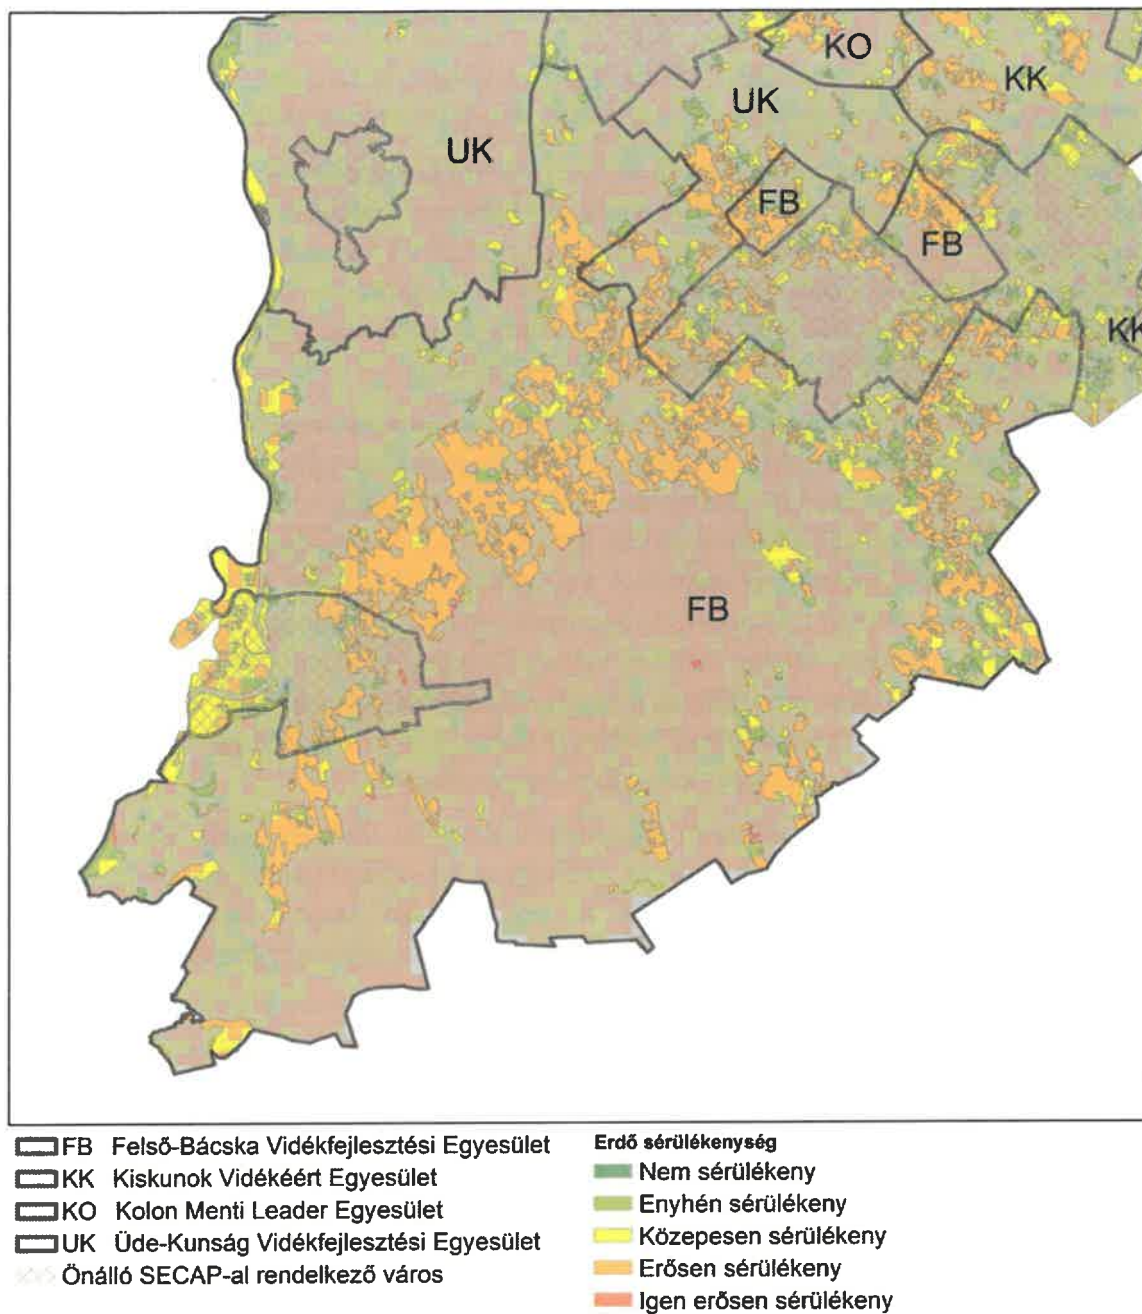 KO
KK
UK
UK
FB
FB
KK
FB
FB Felső-Bácska Vidékfejlesztési Egyesület
KK Kiskunok Vidékéért Egyesület
KO Kolon Menti Leader Egyesület
UK Üde-Kunság Vidékfejlesztési Egyesület
Önálló SECAP-al rendelkező város
Erdő sérülékenység
Nem sérülékeny
Enyhén sérülékeny
Közepesen sérülékeny
Erősen sérülékeny
Igen erősen sérülékeny